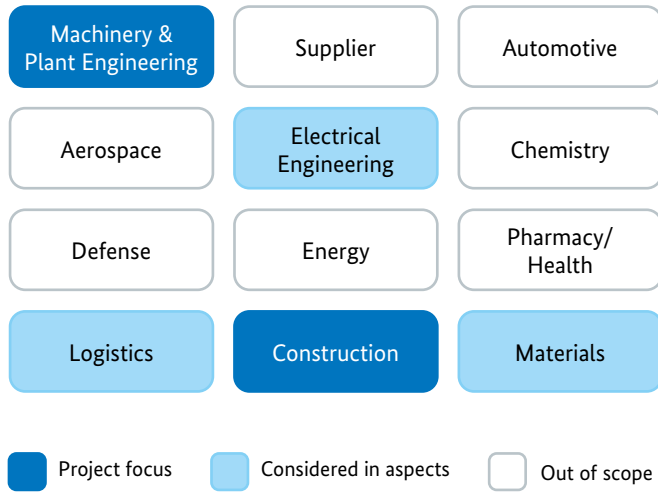 Machinery &
Plant Engineering
Supplier
Automotive
Aerospace
Electrical
Engineering
Chemistry
Defense
Energy
Pharmacy/
Health
Logistics
Construction
Materials
Project focus
Considered in aspects
Out of scope